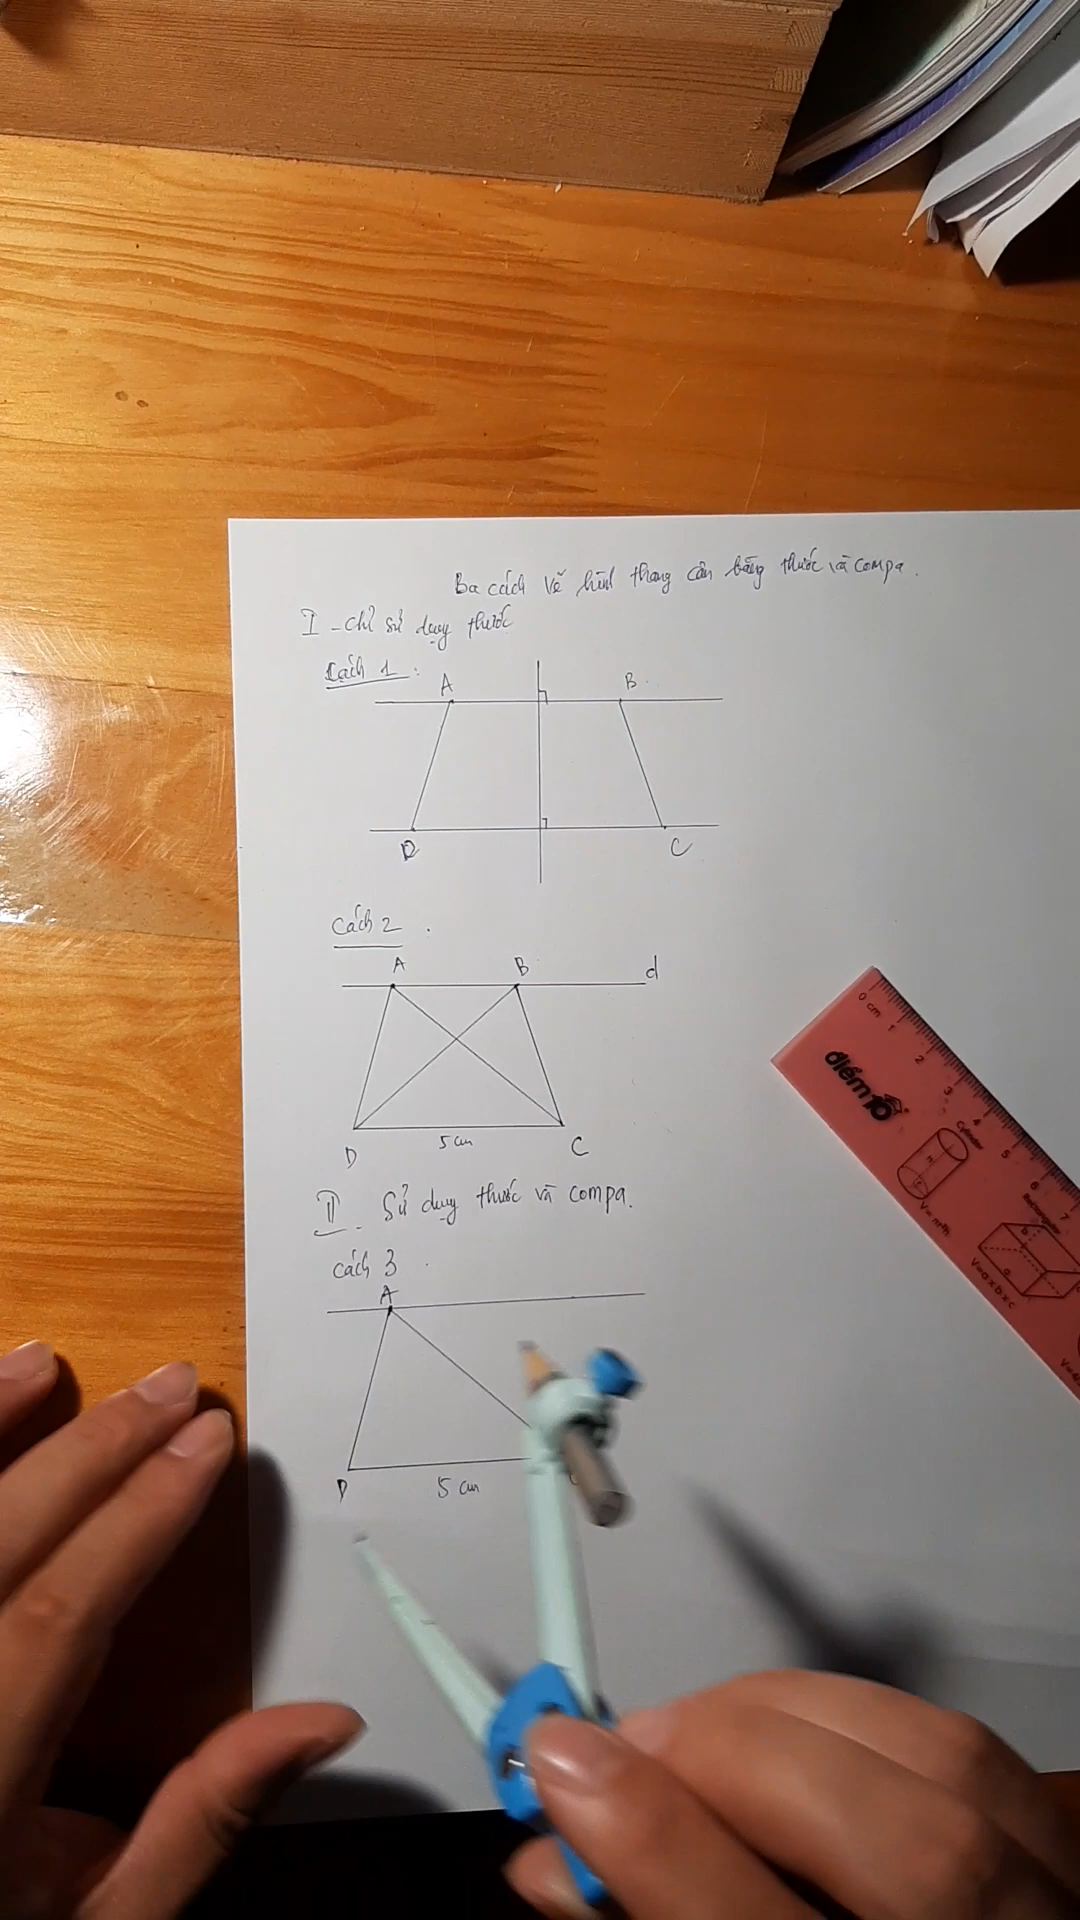 Ba cách vẽ hình thang cân bằng thước và compa.
I - chỉ sử dụng thước
Cách 1:
A B
D C
Cách 2.
A B d
D 5 cm C
II. Sử dụng thước và compa.
Cách 3.
A
D 5 cm
0 cm 1 2 3 4 5 6 7
điểm 10
Cylinder
Rectangular
V = a x b x c